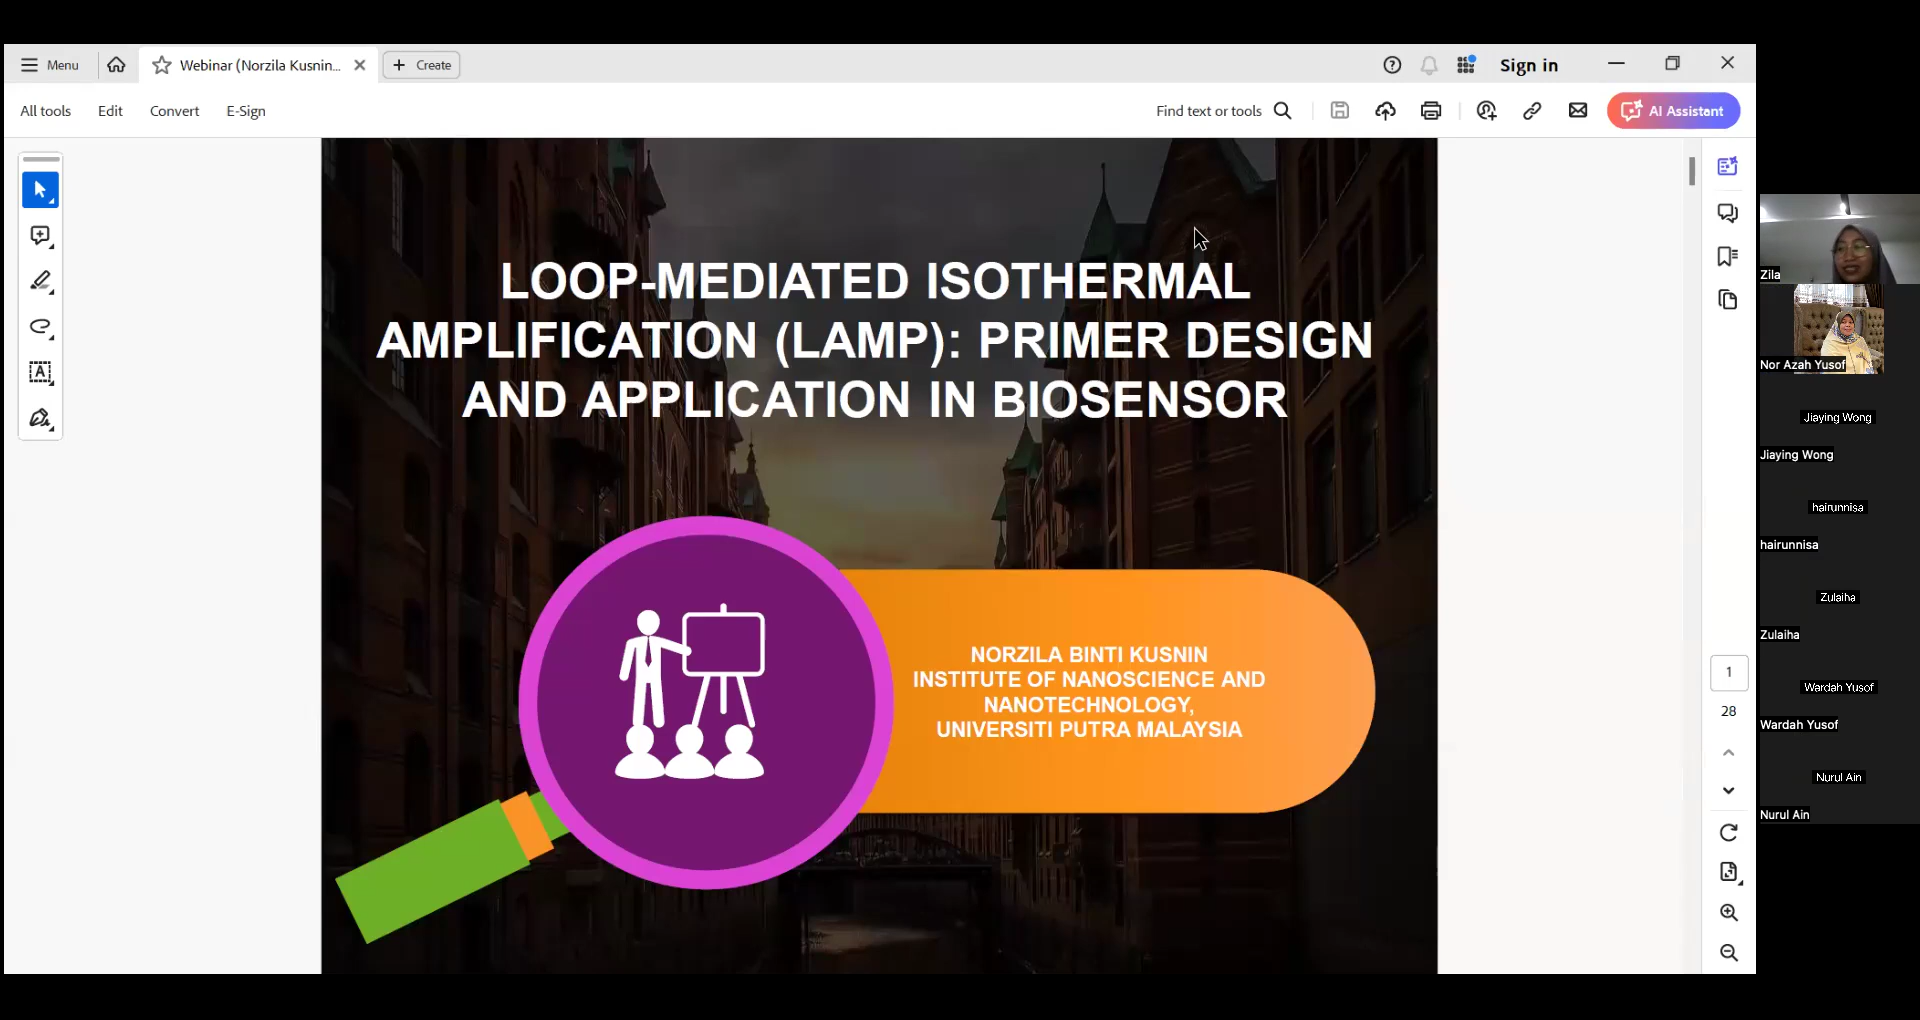 Menu
Webinar (Norzila Kusnin...
Create
Sign in
All tools
Edit
Convert
E-Sign
Find text or tools
AI Assistant
LOOP-MEDIATED ISOTHERMAL
AMPLIFICATION (LAMP): PRIMER DESIGN
AND APPLICATION IN BIOSENSOR
NORZILA BINTI KUSNIN
INSTITUTE OF NANOSCIENCE AND
NANOTECHNOLOGY,
UNIVERSITI PUTRA MALAYSIA
1
28
Zila
Nor Azah Yusof
Jiaying Wong
Jiaying Wong
hairunnisa
hairunnisa
Zulaiha
Zulaiha
Wardah Yusof
Wardah Yusof
Nurul Ain
Nurul Ain